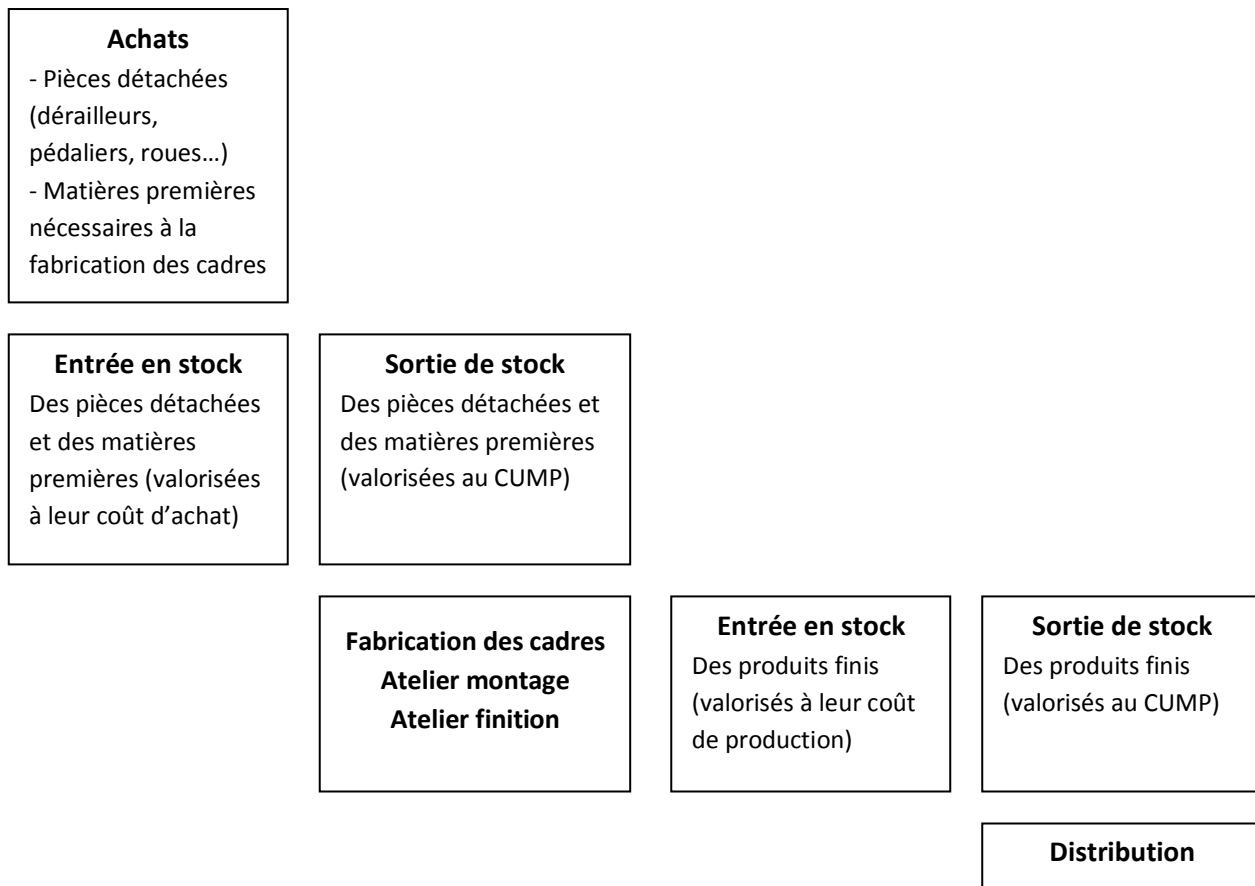 Achats
- Pièces détachées
(dérailleurs,
pédaliers, roues…)
- Matières premières
nécessaires à la
fabrication des cadres
Entrée en stock
Des pièces détachées
et des matières
premières (valorisées
à leur coût d’achat)
Sortie de stock
Des pièces détachées et
des matières premières
(valorisées au CUMP)
Fabrication des cadres
Atelier montage
Atelier finition
Entrée en stock
Des produits finis
(valorisés à leur coût
de production)
Sortie de stock
Des produits finis
(valorisés au CUMP)
Distribution